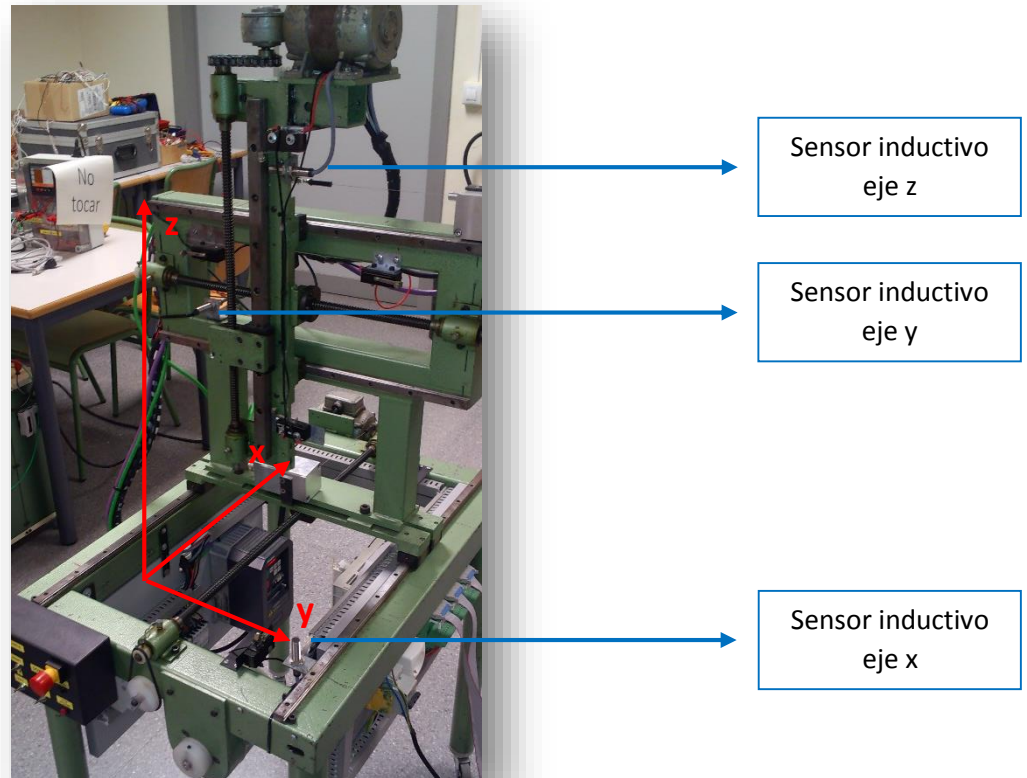 Sensor inductivo
eje z
No
tocar
z
Sensor inductivo
eje y
x
y
Sensor inductivo
eje x